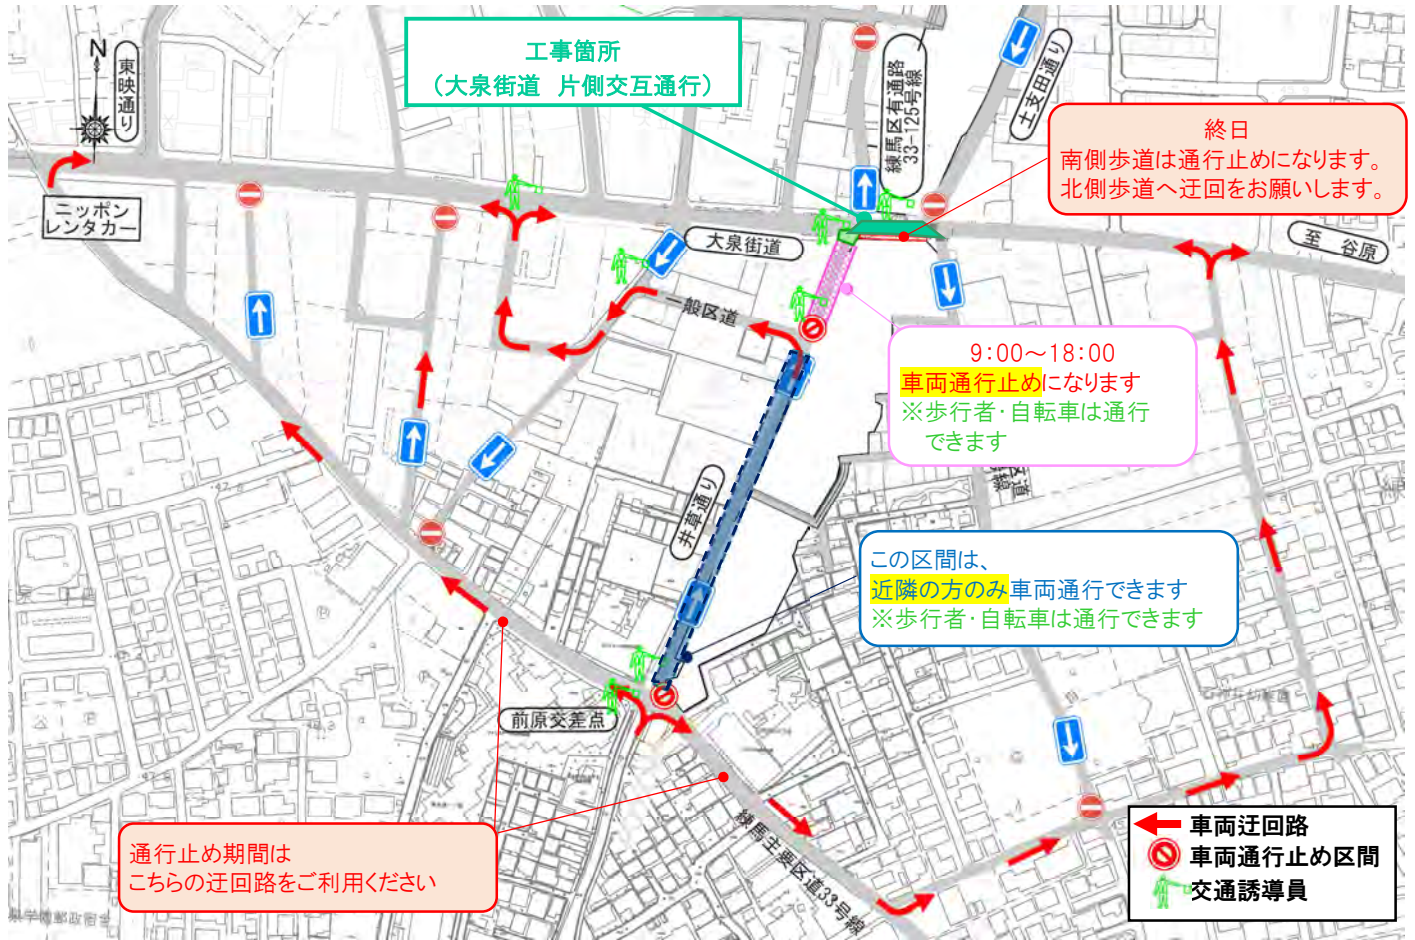 N
東映通り
工事箇所
(大泉街道 片側交互通行)
練馬区有通路
33-125号線
土支田通り
終日
南側歩道は通行止めになります。
北側歩道へ迂回をお願いします。
ニッポン
レンタカー
大泉街道
至 谷原
一般区道
9:00~18:00
車両通行止めになります
※歩行者・自転車は通行
できます
井草通り
この区間は、
近隣の方のみ車両通行できます
※歩行者・自転車は通行できます
前原交差点
練馬主要区道33号線
通行止め期間は
こちらの迂回路をご利用ください
車両迂回路
車両通行止め区間
交通誘導員